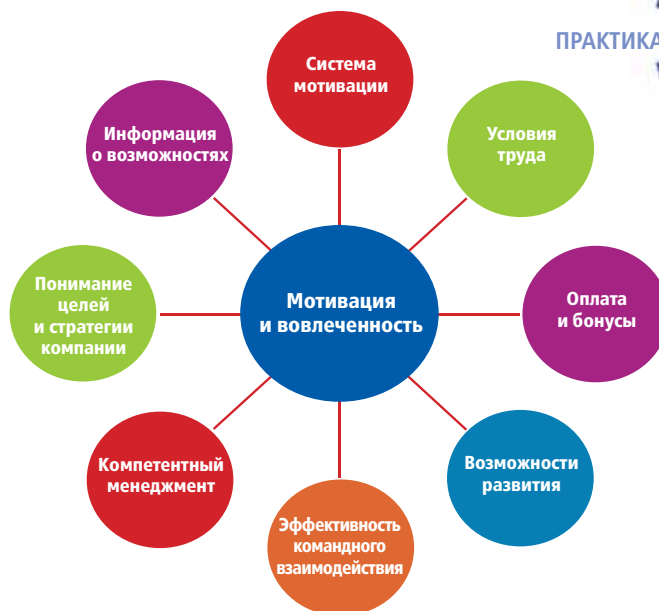 ПРАКТИКА
Система
мотивации
Условия
труда
Оплата
и бонусы
Возможности
развития
Эффективность
командного
взаимодействия
Компетентный
менеджмент
Понимание
целей
и стратегии
компании
Информация
о возможностях
Мотивация
и вовлеченность